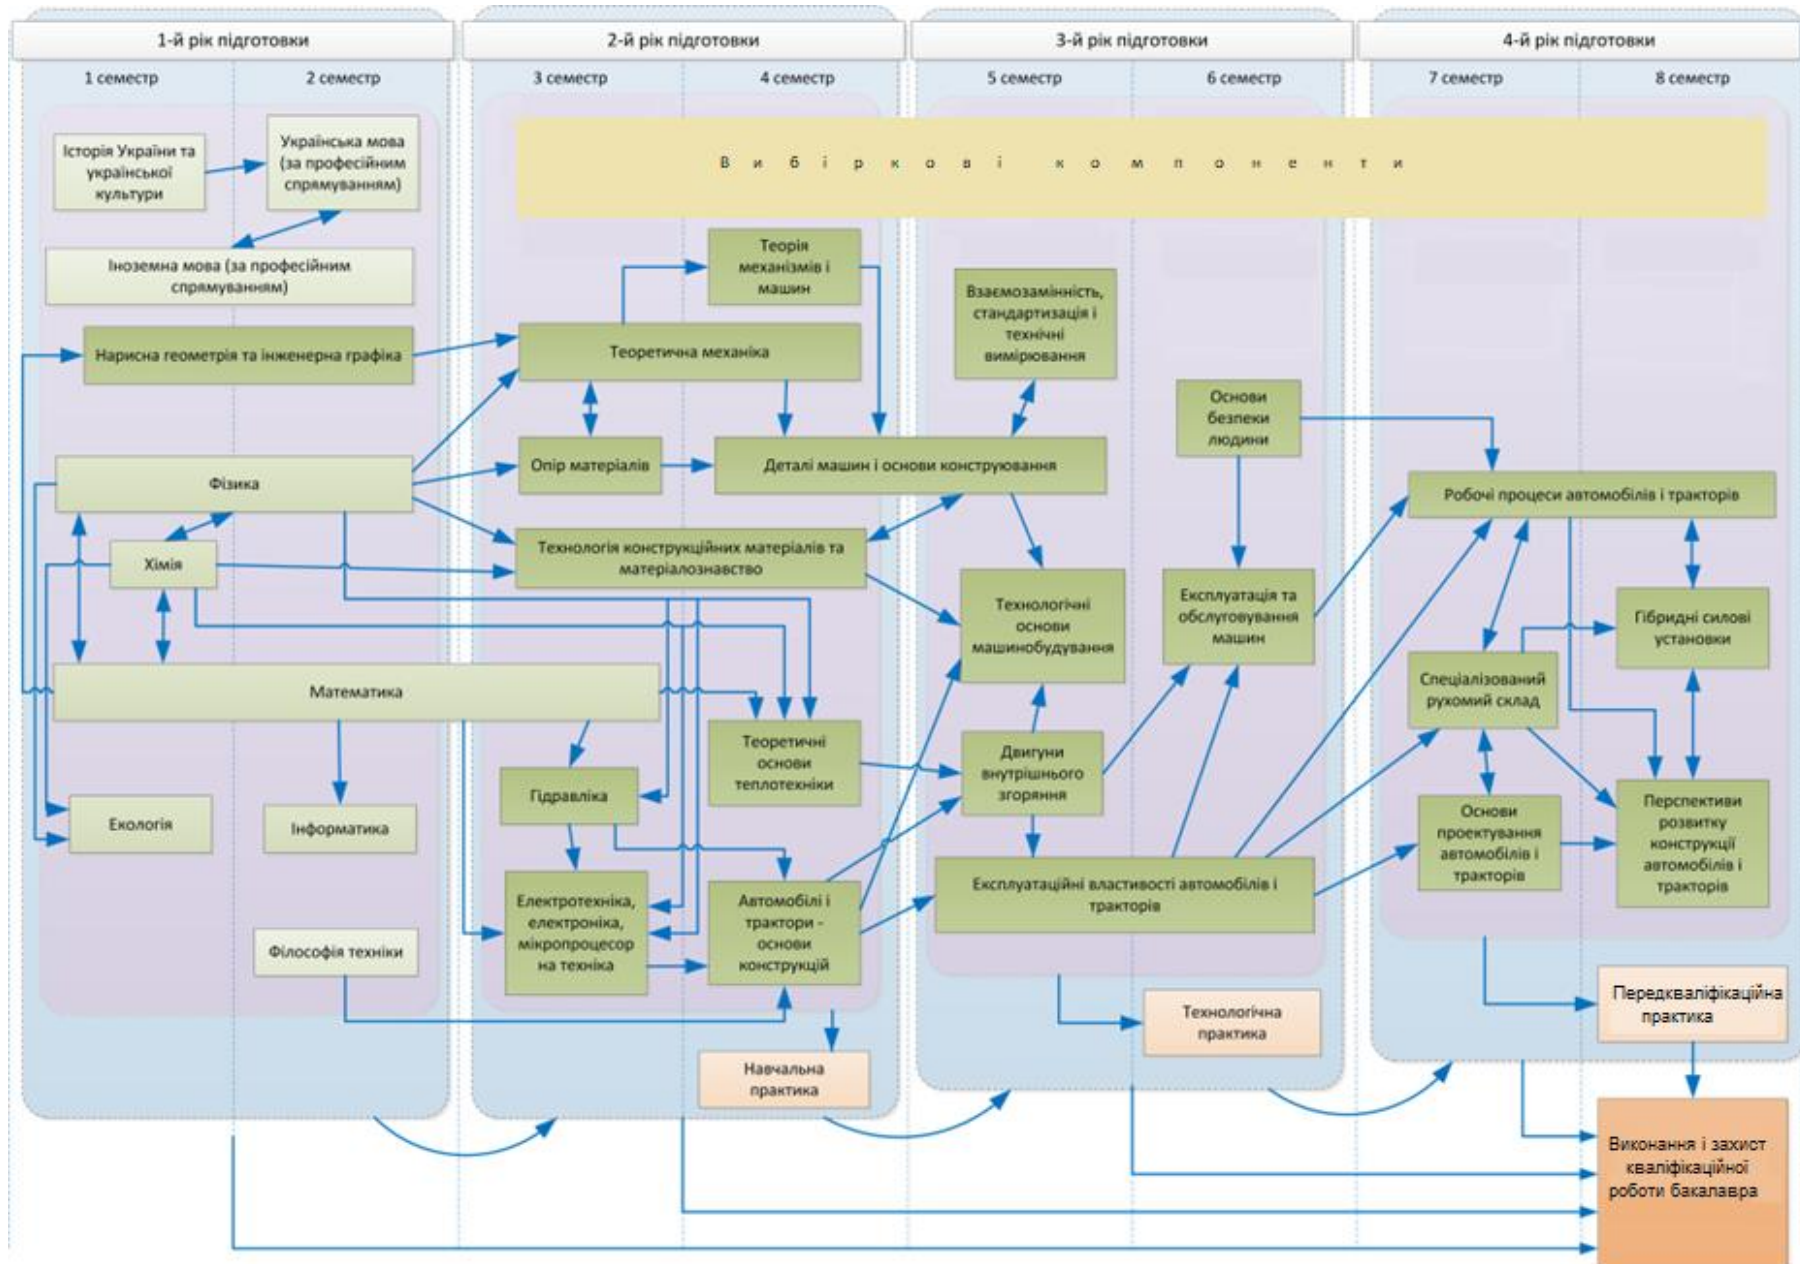 1-й рік підготовки
2-й рік підготовки
3-й рік підготовки
4-й рік підготовки
1 семестр
2 семестр
3 семестр
4 семестр
5 семестр
6 семестр
7 семестр
8 семестр
Вибіркові компоненти
Історія України та
української
культури
Українська мова
(за професійним
спрямуванням)
Іноземна мова (за професійним
спрямуванням)
Нарисна геометрія та інженерна графіка
Фізика
Хімія
Математика
Екологія
Інформатика
Філософія техніки
Теорія
механізмів і
машин
Теоретична механіка
Опір матеріалів
Деталі машин і основи конструювання
Технологія конструкційних матеріалів та
матеріалознавство
Теоретичні
основи
теплотехніки
Гідравліка
Електротехніка,
електроніка,
мікропроцесор
на техніка
Автомобілі і
трактори -
основи
конструкцій
Навчальна
практика
Взаємозамінність,
стандартизація і
технічні
вимірювання
Основи
безпеки
людини
Технологічні
основи
машинобудування
Експлуатація та
обслуговування
машин
Двигуни
внутрішнього
згоряння
Експлуатаційні властивості автомобілів і
тракторів
Технологічна
практика
Робочі процеси автомобілів і тракторів
Гібридні силові
установки
Спеціалізований
рухомий склад
Основи
проектування
автомобілів і
тракторів
Перспективи
розвитку
конструкції
автомобілів і
тракторів
Передкваліфікаційна
практика
Виконання і захист
кваліфікаційної
роботи бакалавра